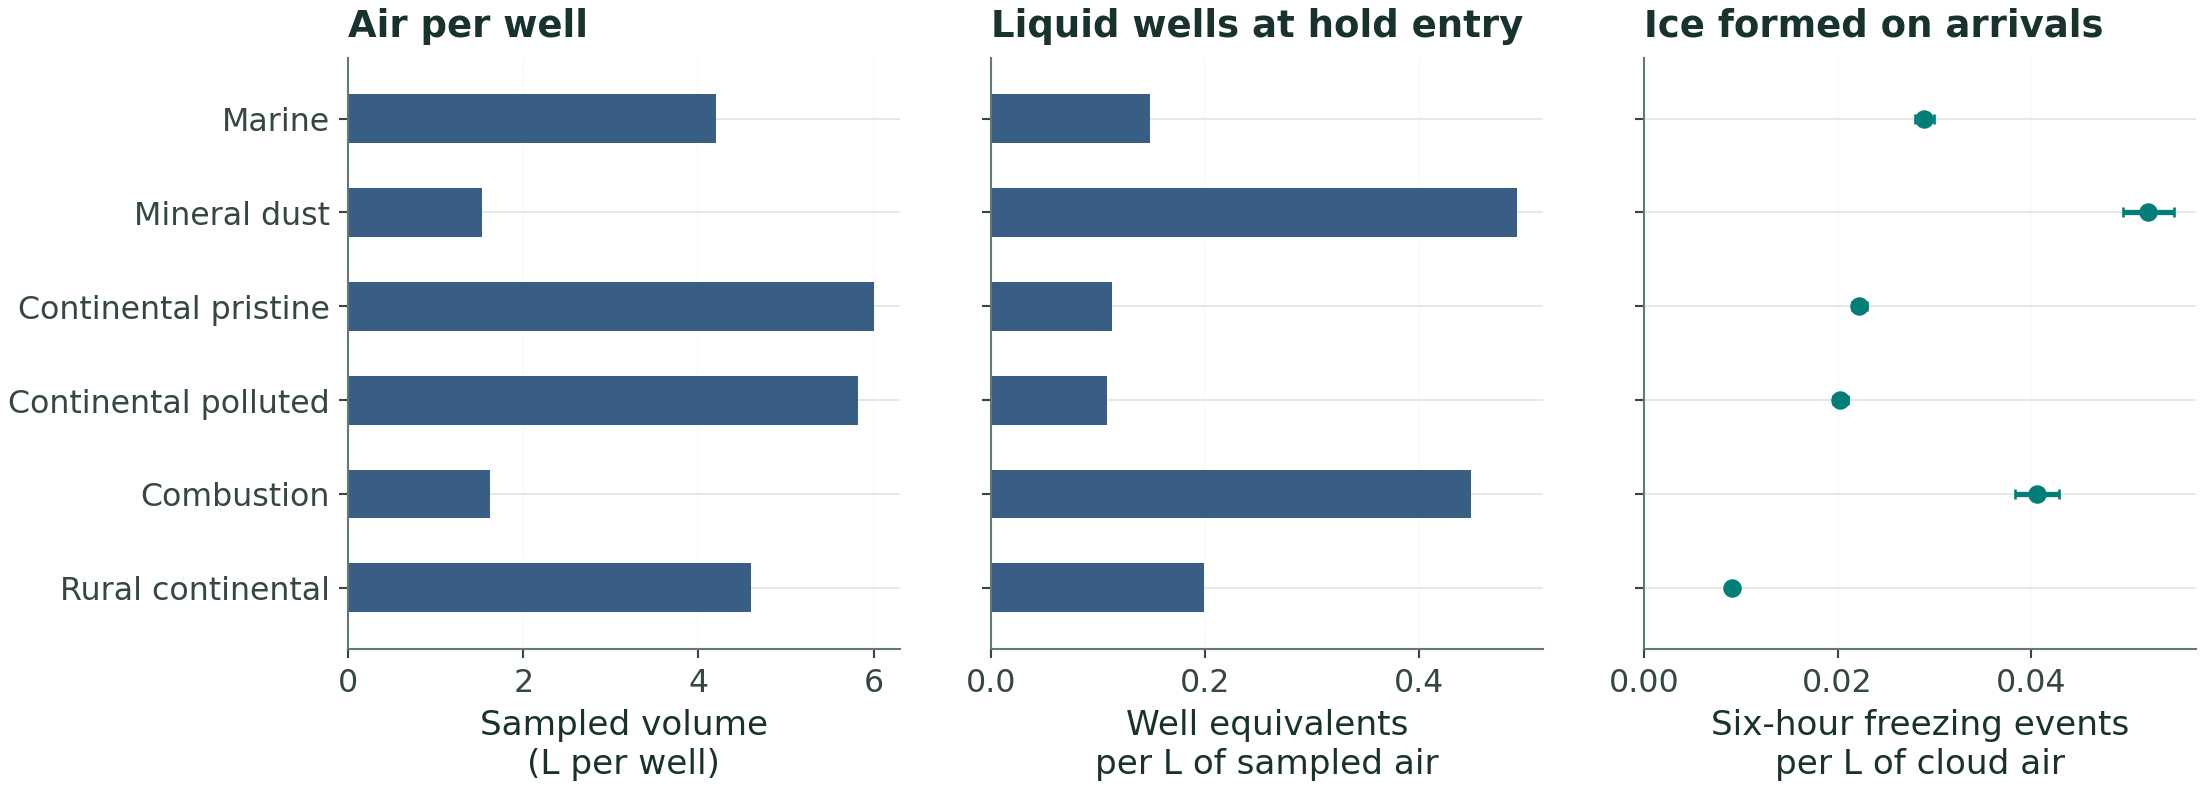 Air per well
Liquid wells at hold entry
Ice formed on arrivals
Marine
Mineral dust
Continental pristine
Continental polluted
Combustion
Rural continental
0 2 4 6
0.0 0.2 0.4
0.00 0.02 0.04
Sampled volume
(L per well)
Well equivalents
per L of sampled air
Six-hour freezing events
per L of cloud air